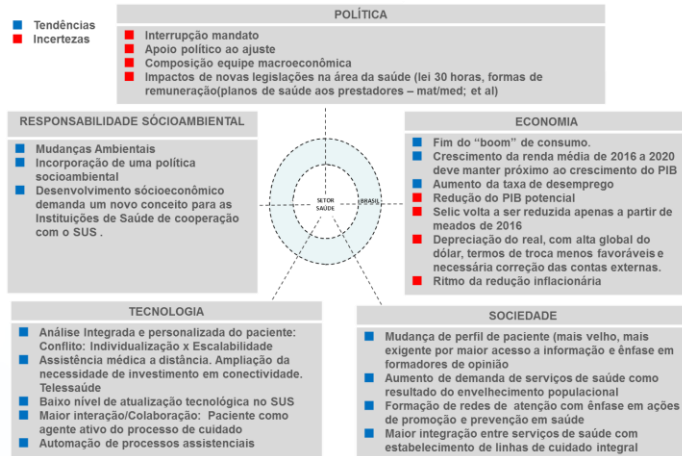 POLÍTICA
Tendências
Incertezas
Interrupção mandato
Apoio político ao ajuste
Composição equipe macroeconômica
Impactos de novas legislações na área da saúde (lei 30 horas, formas de
remuneração(planos de saúde aos prestadores – mat/med; et al)
RESPONSABILIDADE SÓCIOAMBIENTAL
Mudanças Ambientais
Incorporação de uma política
socioambiental
Desenvolvimento sócioeconômico
demanda um novo conceito para as
Instituições de Saúde de cooperação
com o SUS .
ECONOMIA
Fim do “boom” de consumo.
Crescimento da renda média de 2016 a 2020
deve manter próximo ao crescimento do PIB
Aumento da taxa de desemprego
Redução do PIB potencial
Selic volta a ser reduzida apenas a partir de
meados de 2016
Depreciação do real, com alta global do
dólar, termos de troca menos favoráveis e
necessária correção das contas externas.
Ritmo da redução inflacionária
SETOR
SAÚDE
BRASIL
TECNOLOGIA
Análise Integrada e personalizada do paciente:
Conflito: Individualização x Escalabilidade
Assistência médica a distância. Ampliação da
necessidade de investimento em conectividade.
Telessaúde
Baixo nível de atualização tecnológica no SUS
Maior interação/Colaboração: Paciente como
agente ativo do processo de cuidado
Automação de processos assistenciais
SOCIEDADE
Mudança de perfil de paciente (mais velho, mais
exigente por maior acesso a informação e ênfase em
formadores de opinião
Aumento de demanda de serviços de saúde como
resultado do envelhecimento populacional
Formação de redes de atenção com ênfase em ações
de promoção e prevenção em saúde
Maior integração entre serviços de saúde com
estabelecimento de linhas de cuidado integral